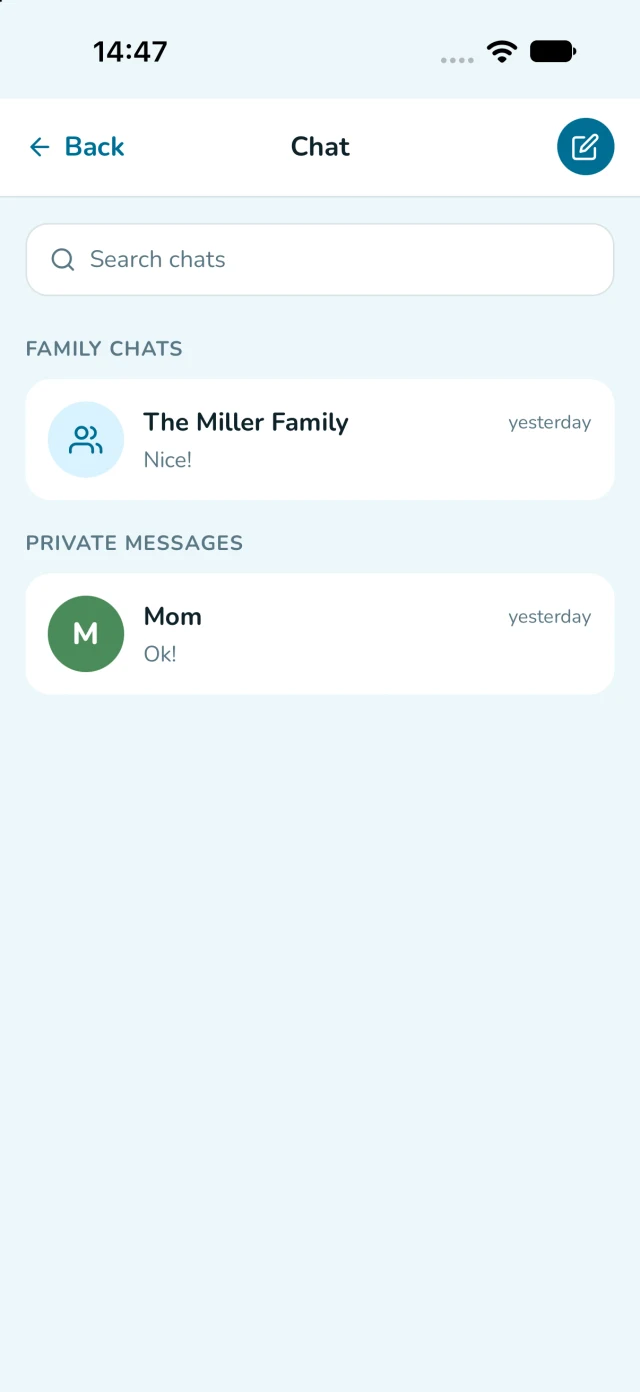 14:47
Back
Chat
Search chats
FAMILY CHATS
The Miller Family
yesterday
Nice!
PRIVATE MESSAGES
M
Mom
yesterday
Ok!